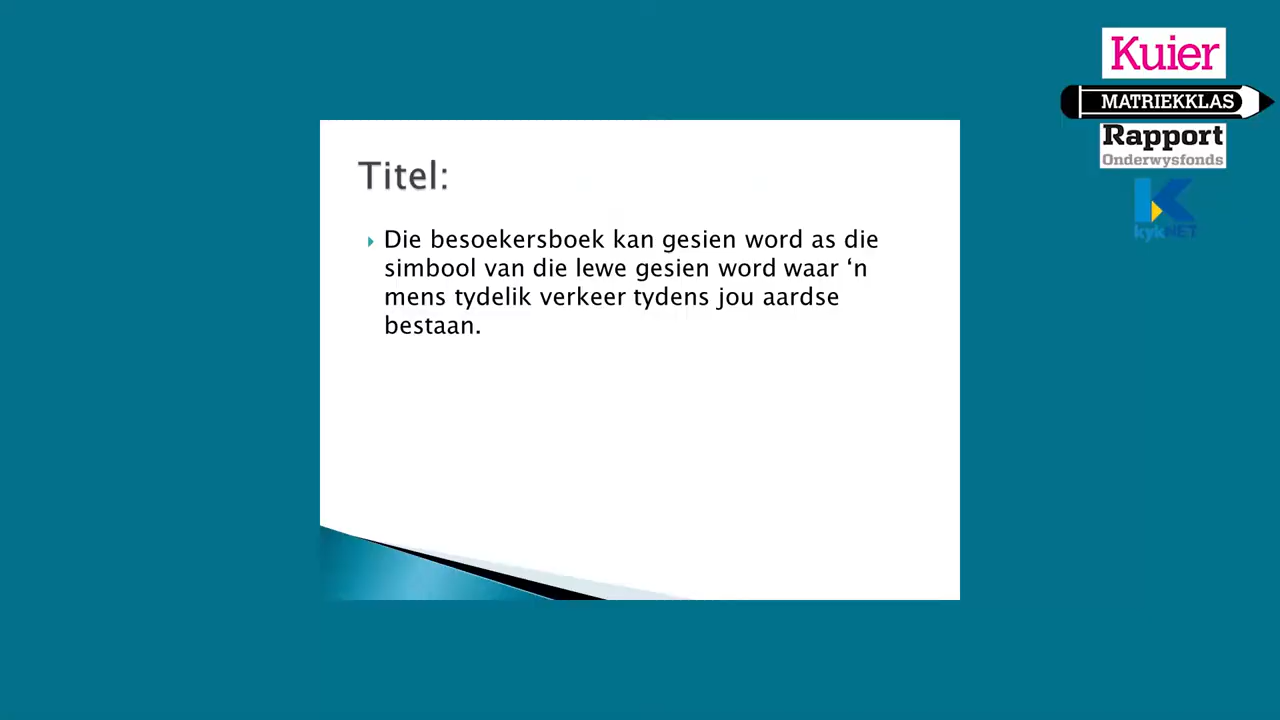 Kuier
MATRIEKKLAS
Rapport
Onderwysfonds
kykNET
Titel:
Die besoekersboek kan gesien word as die
simbool van die lewe gesien word waar ‘n
mens tydelik verkeer tydens jou aardse
bestaan.